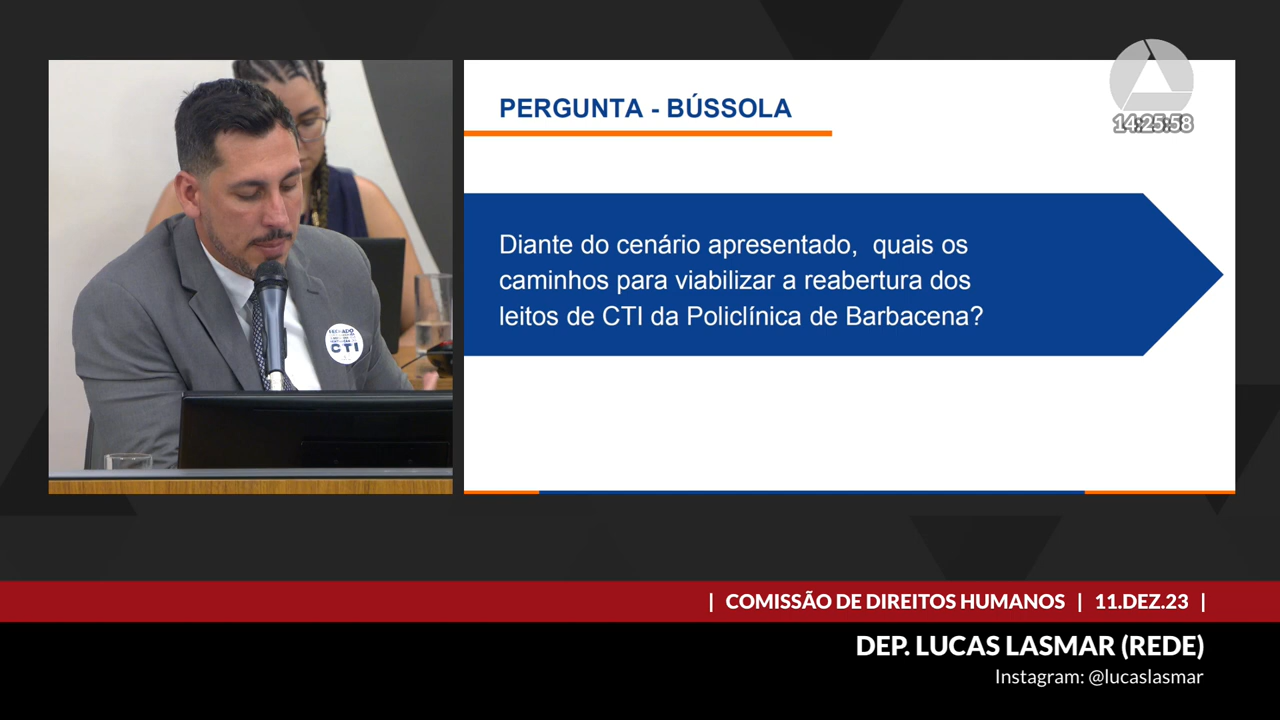 14:25:58
PERGUNTA - BÚSSOLA
Diante do cenário apresentado, quais os
caminhos para viabilizar a reabertura dos
leitos de CTI da Policlínica de Barbacena?
CTI
| COMISSÃO DE DIREITOS HUMANOS | 11.DEZ.23 |
DEP. LUCAS LASMAR (REDE)
Instagram: @lucaslasmar